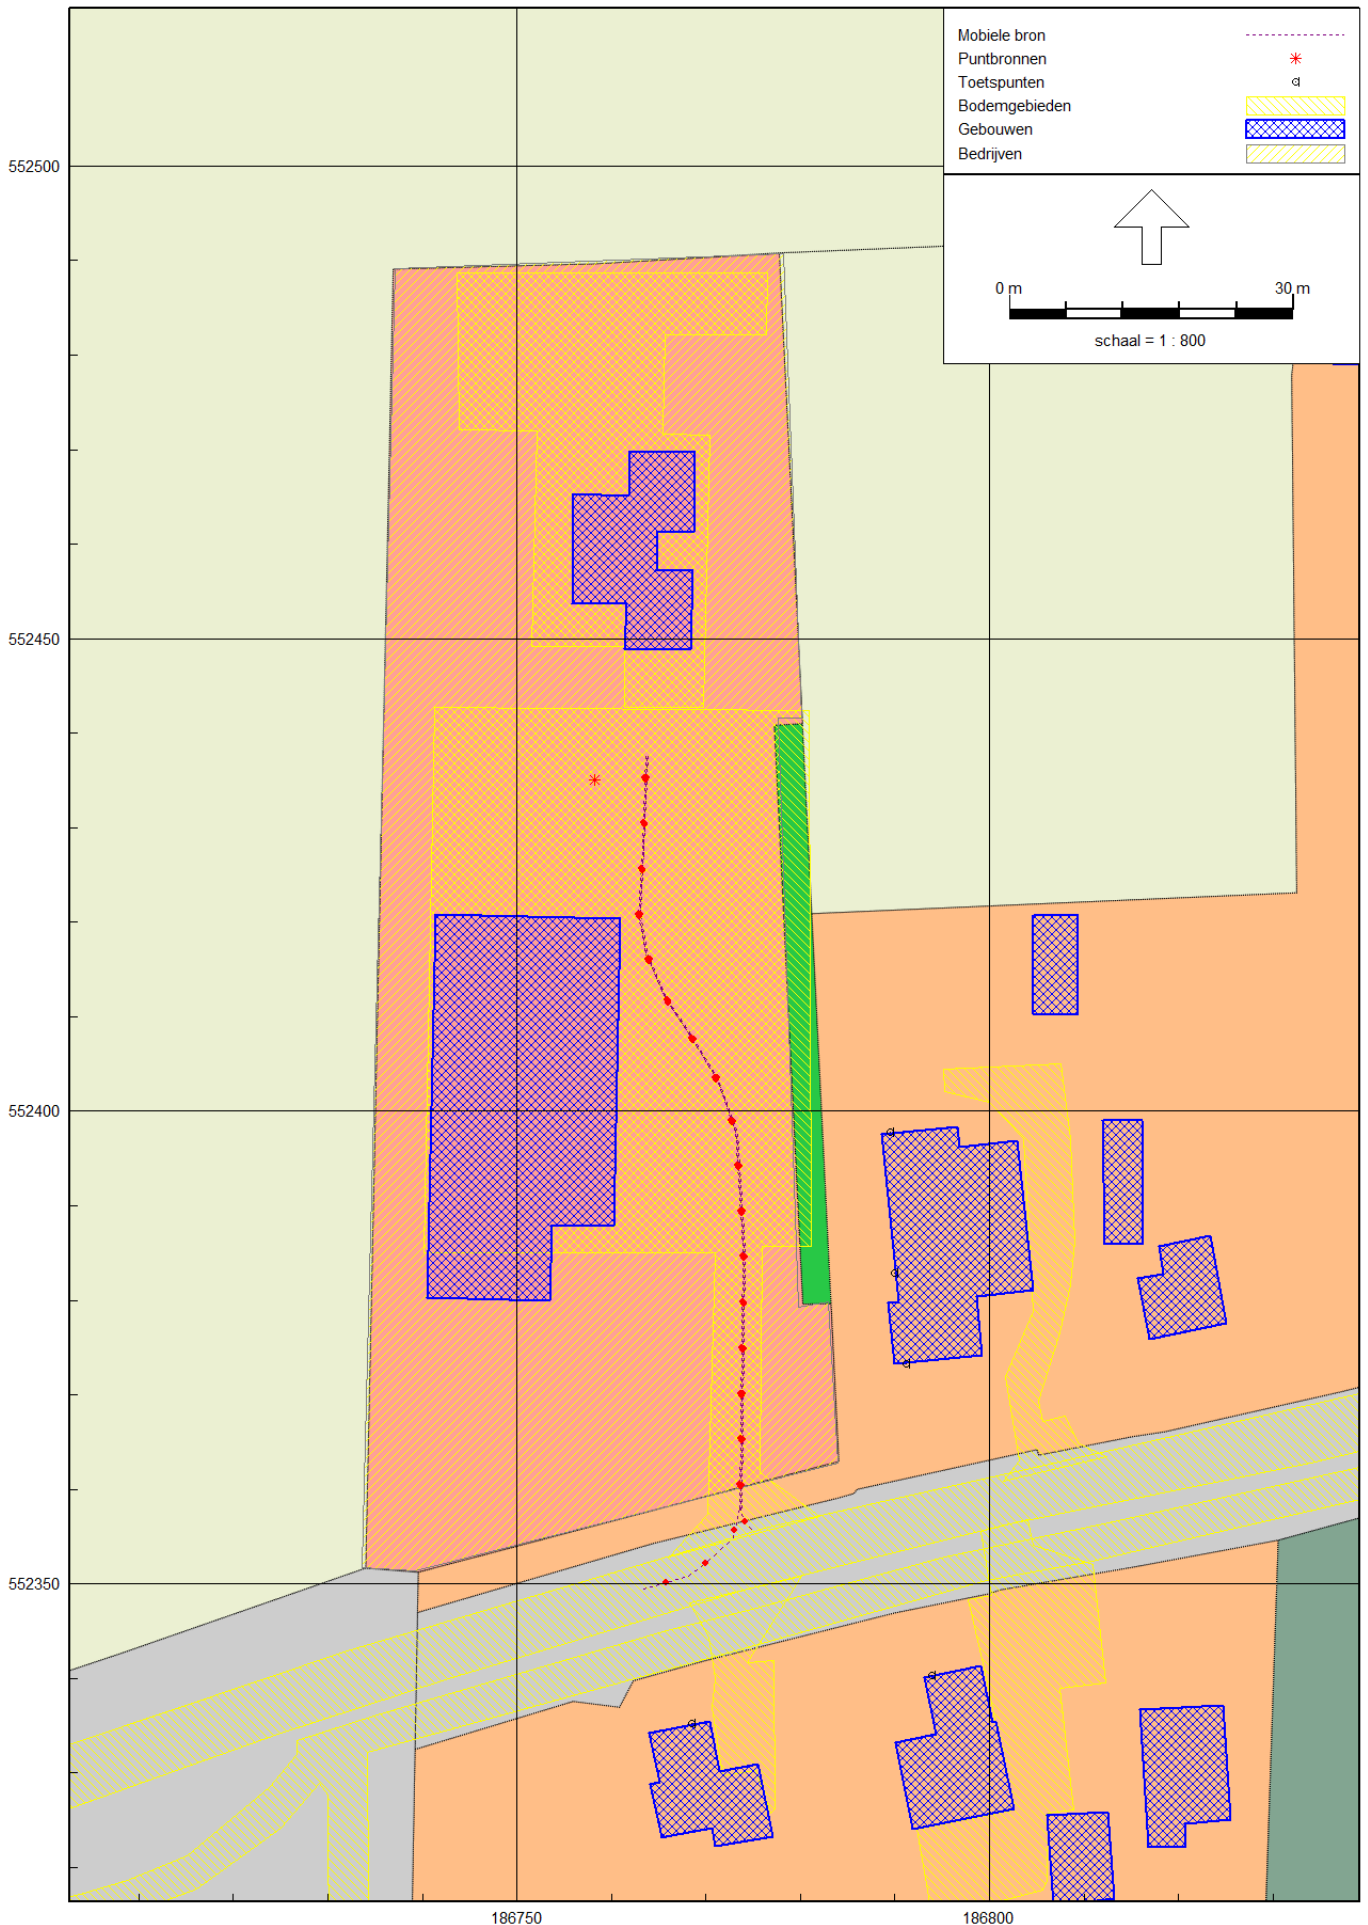 Mobiele bron
Puntbronnen
Toetspunten
Bodemgebieden
Gebouwen
Bedrijven
552500
0 m 30 m
schaal = 1 : 800
552450
552400
552350
186750 186800